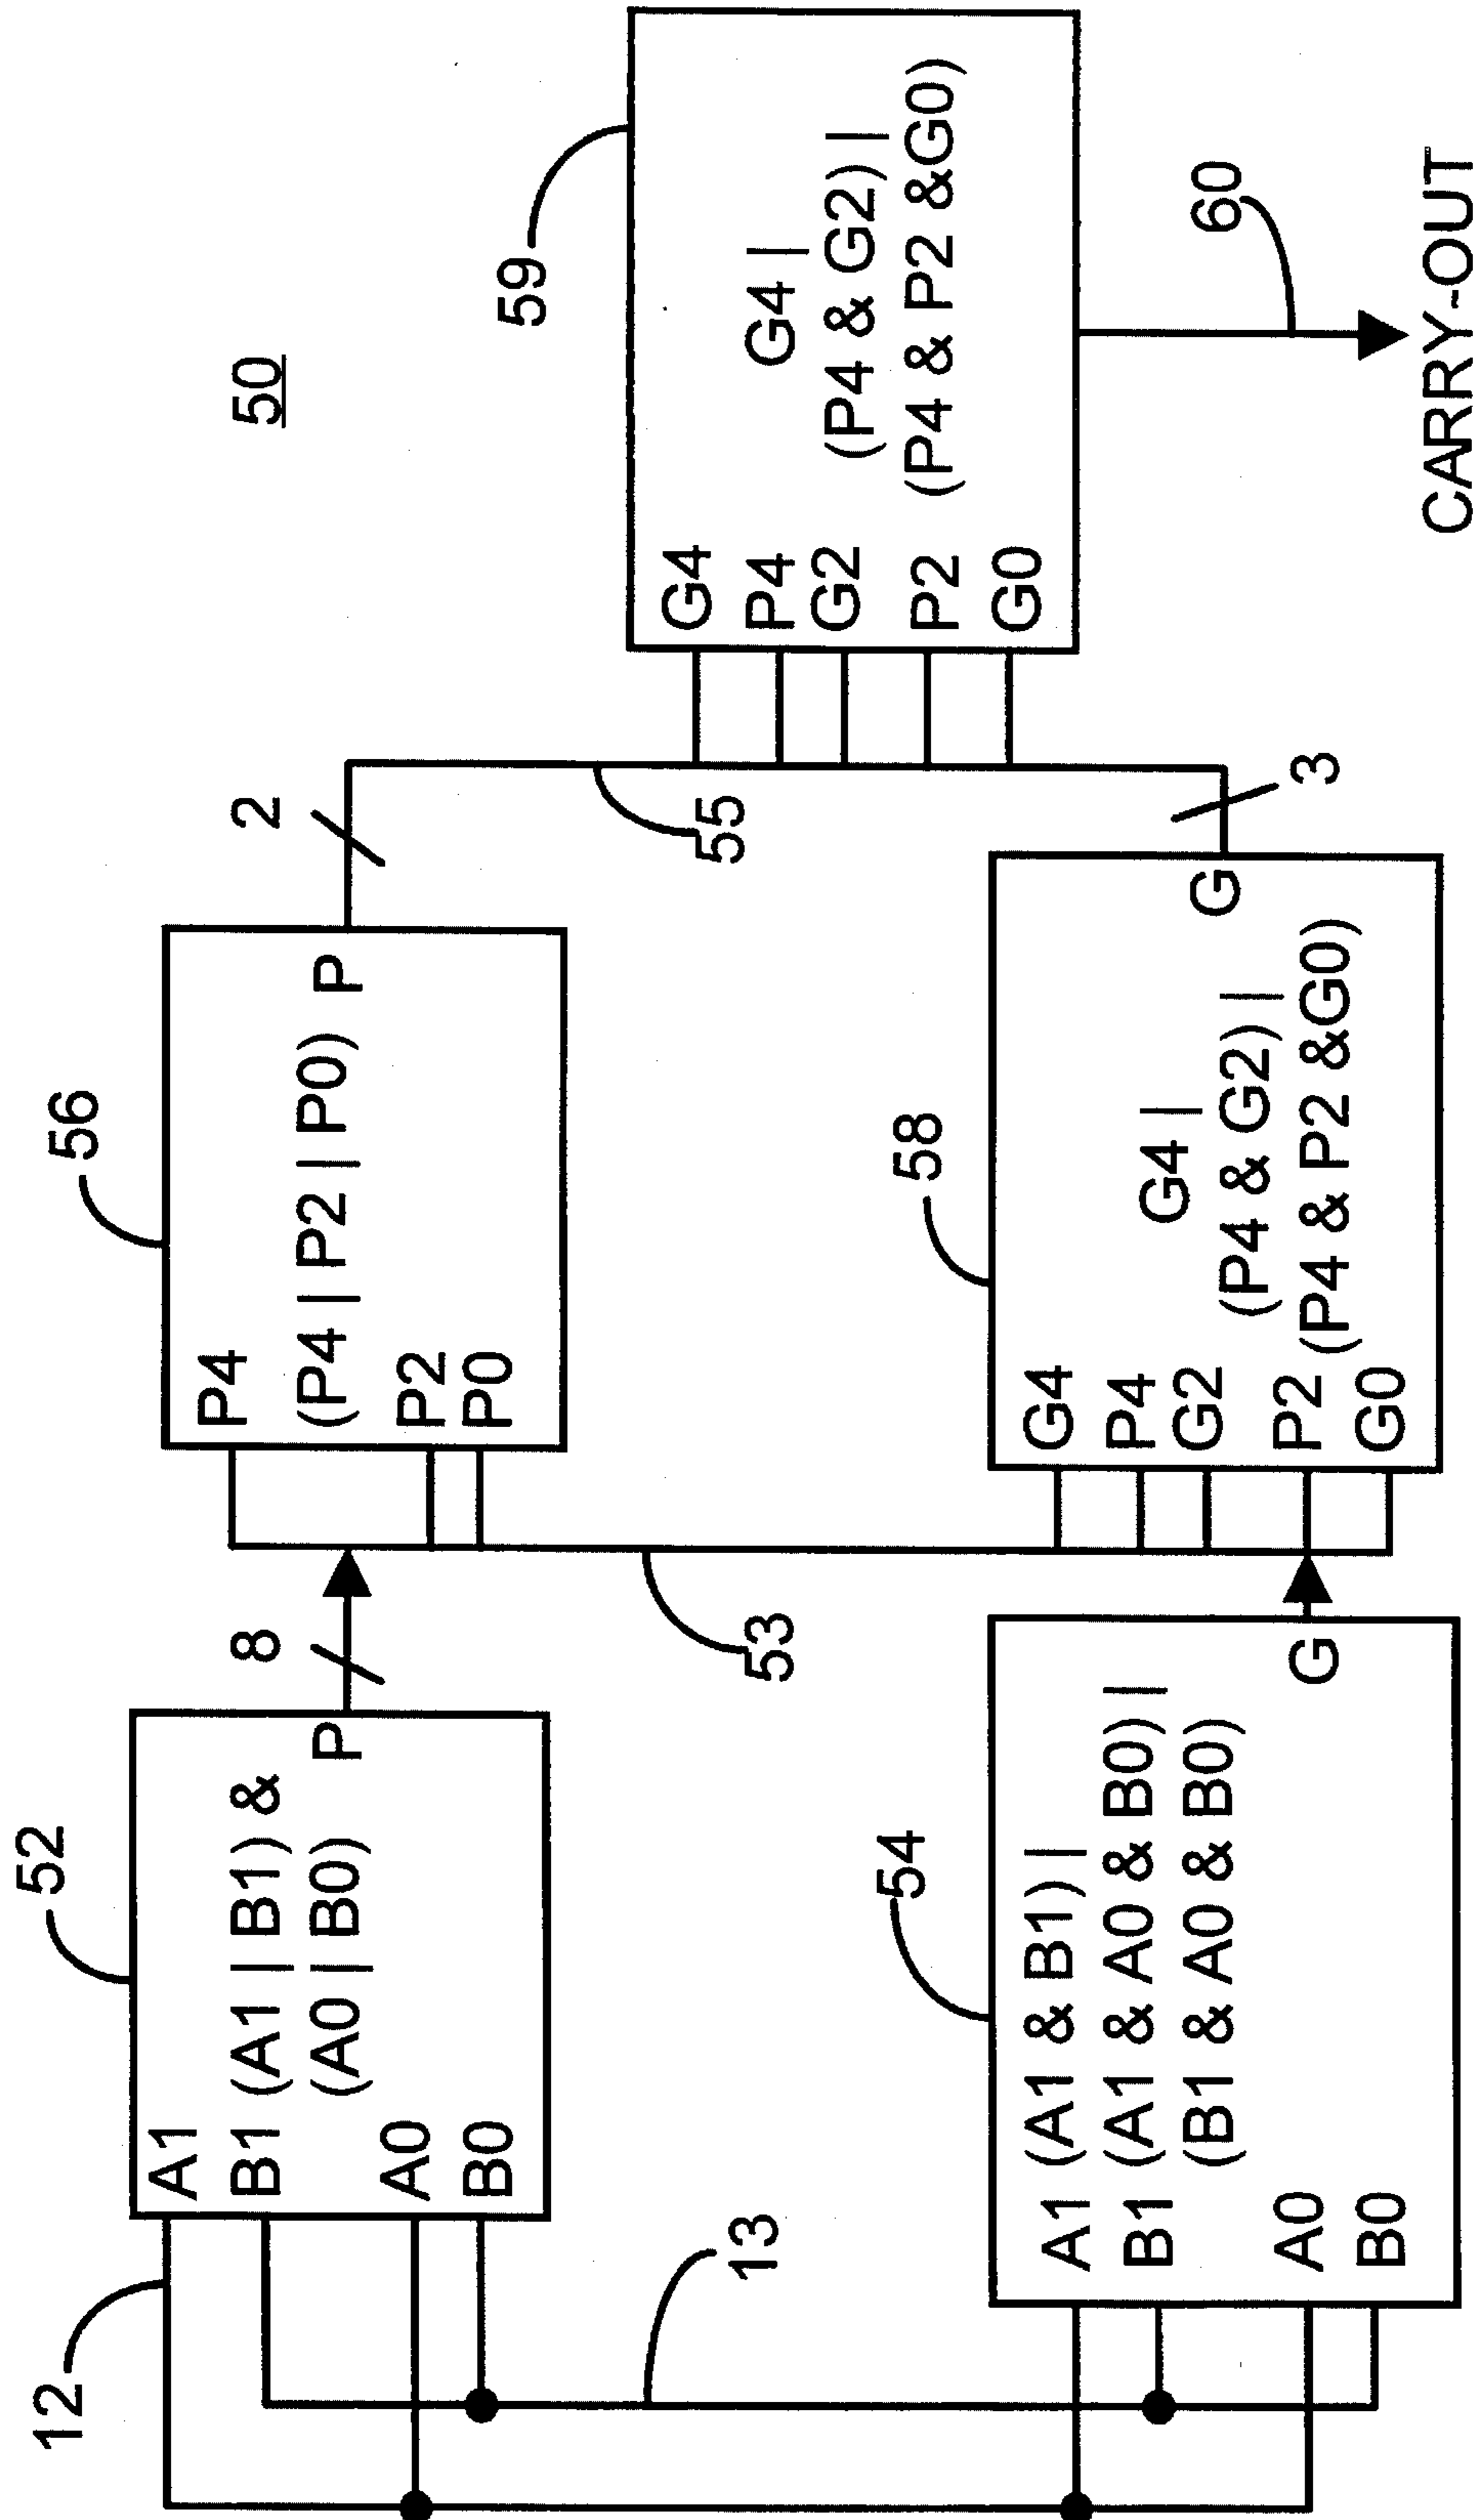 50
12
13
52
A1
B1 (A1 | B1) &
(A0 | B0)
P
A0
B0
8
54
A1 (A1 & B1) |
B1 (A1 & A0 & B0) |
(B1 & A0 & B0)
A0
B0
G
53
56
P4
(P4 | P2 | P0) P
P2
P0
2
58
G4
G4 |
P4
(P4 & G2) |
G2
P2
(P4 & P2 &G0)
G0
G
3
55
59
G4
G4 |
P4
(P4 & G2) |
G2
(P4 & P2 &G0)
P2
G0
60
CARRY-OUT